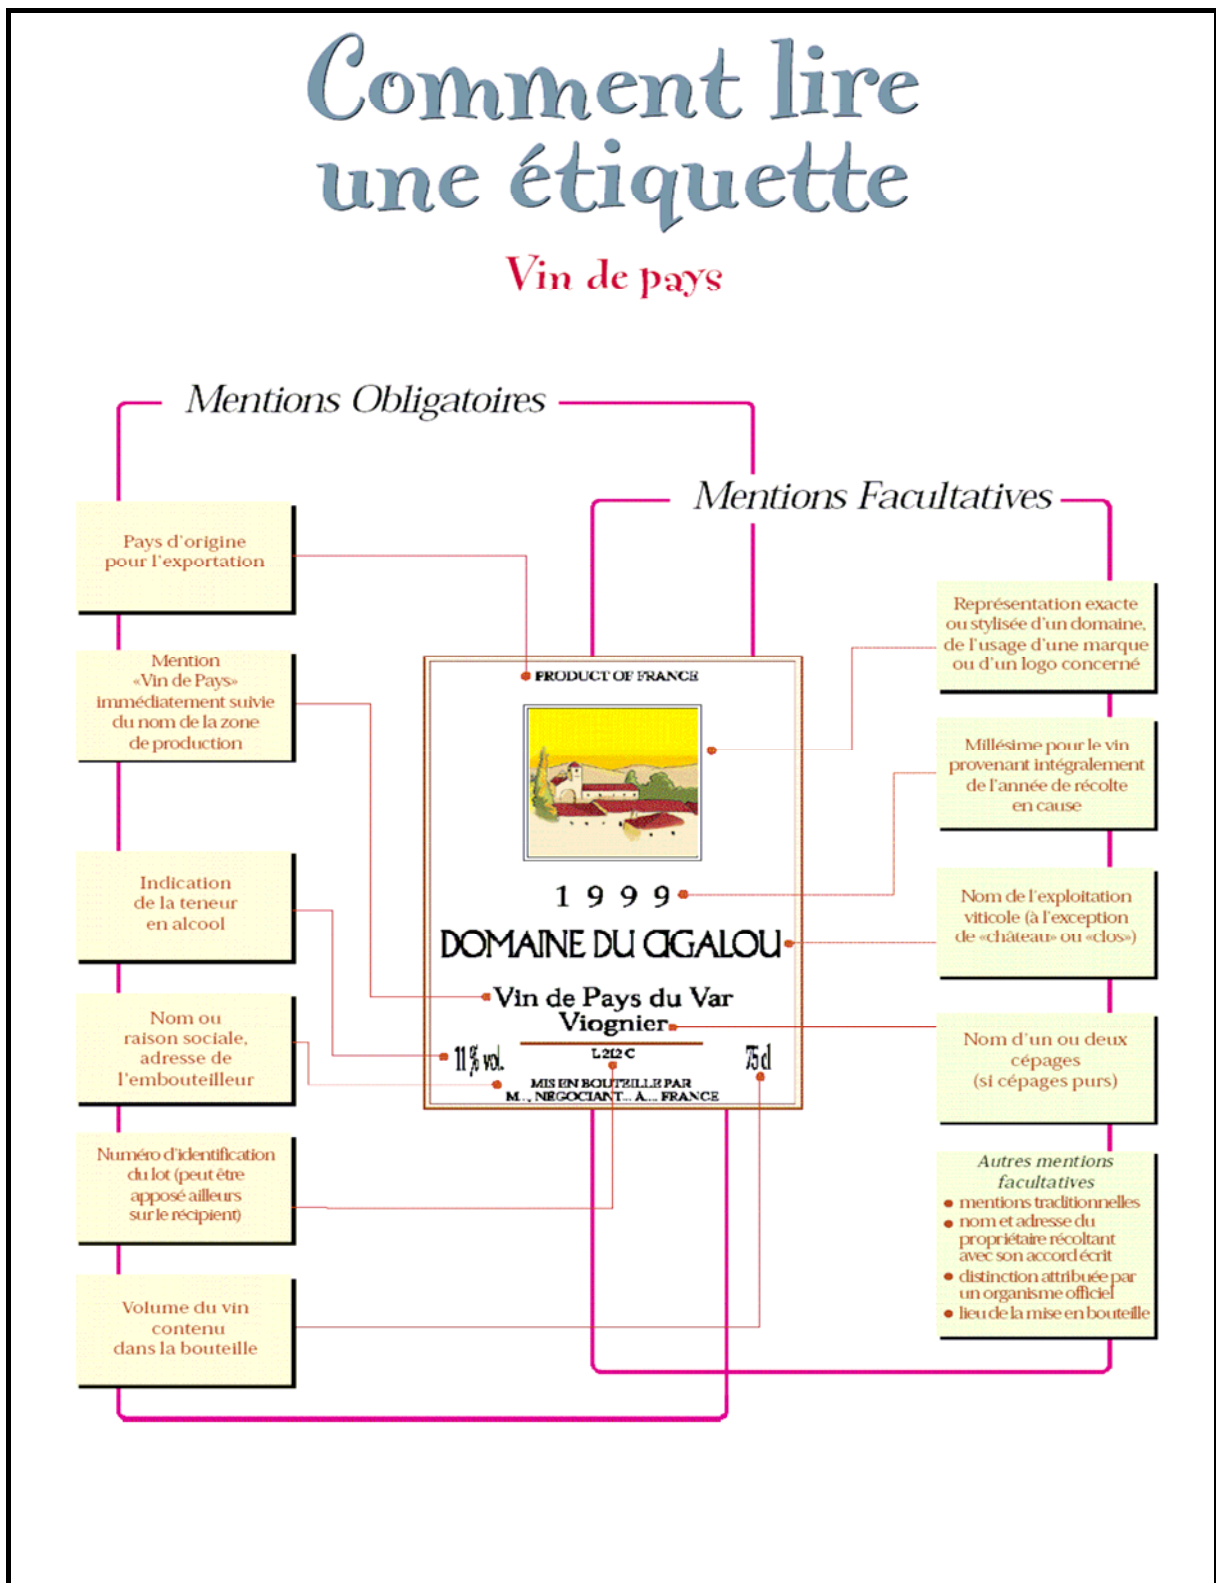 Comment lire
une étiquette
Vin de pays
Mentions Obligatoires
Mentions Facultatives
Pays d'origine
pour l'exportation
Mention
«Vin de Pays»
immédiatement suivie
du nom de la zone
de production
Indication
de la teneur
en alcool
Nom ou
raison sociale,
adresse de
l'embouteilleur
Numéro d'identification
du lot (peut être
apposé ailleurs
sur le récipient)
Volume du vin
contenu
dans la bouteille
PRODUCT OF FRANCE
1999
DOMAINE DU CIGALOU
Vin de Pays du Var
Viognier
11 % vol.
L 212 C
75 cl
MIS EN BOUTEILLE PAR
M..., NÉGOCIANT... A.... FRANCE
Représentation exacte
ou stylisée d'un domaine,
de l'usage d'une marque
ou d'un logo concerné
Millésime pour le vin
provenant intégralement
de l'année de récolte
en cause
Nom de l'exploitation
viticole (à l'exception
de «château» ou «clos»)
Nom d'un ou deux
cépages
(si cépages purs)
Autres mentions
facultatives
• mentions traditionnelles
• nom et adresse du
propriétaire récoltant
avec son accord écrit
• distinction attribuée par
un organisme officiel
• lieu de la mise en bouteille